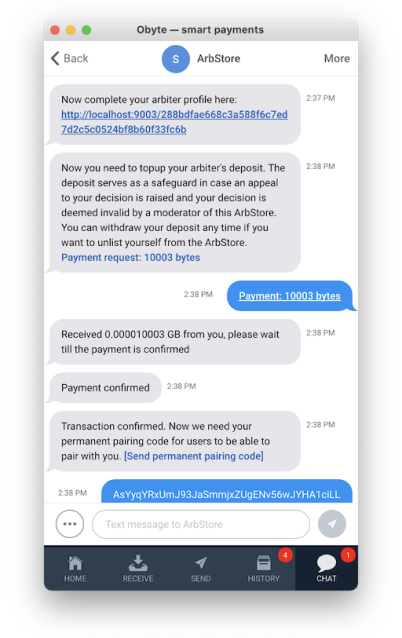 Obyte — smart payments
Back
S
ArbStore
More
Now complete your arbiter profile here:
2:37 PM
http://localhost:9003/288bdfae668c3a588f6c7ed
7d2c5c0524bf8b60f33fc6b
Now you need to topup your arbiter's deposit. The
2:38 PM
deposit serves as a safeguard in case an appeal
to your decision is raised and your decision is
deemed invalid by a moderator of this ArbStore.
You can withdraw your deposit any time if you
want to unlist yourself from the ArbStore.
Payment request: 10003 bytes
2:38 PM
Payment: 10003 bytes
Received 0.000010003 GB from you, please wait
2:38 PM
till the payment is confirmed
Payment confirmed
2:38 PM
Transaction confirmed. Now we need your
2:38 PM
permanent pairing code for users to be able to
pair with you. [Send permanent pairing code]
2:38 PM
AsYyqYRxUmJ93JaSmmjxZUgENv56wJYHA1ciLL
Text message to ArbStore
4
1
HOME
RECEIVE
SEND
HISTORY
CHAT